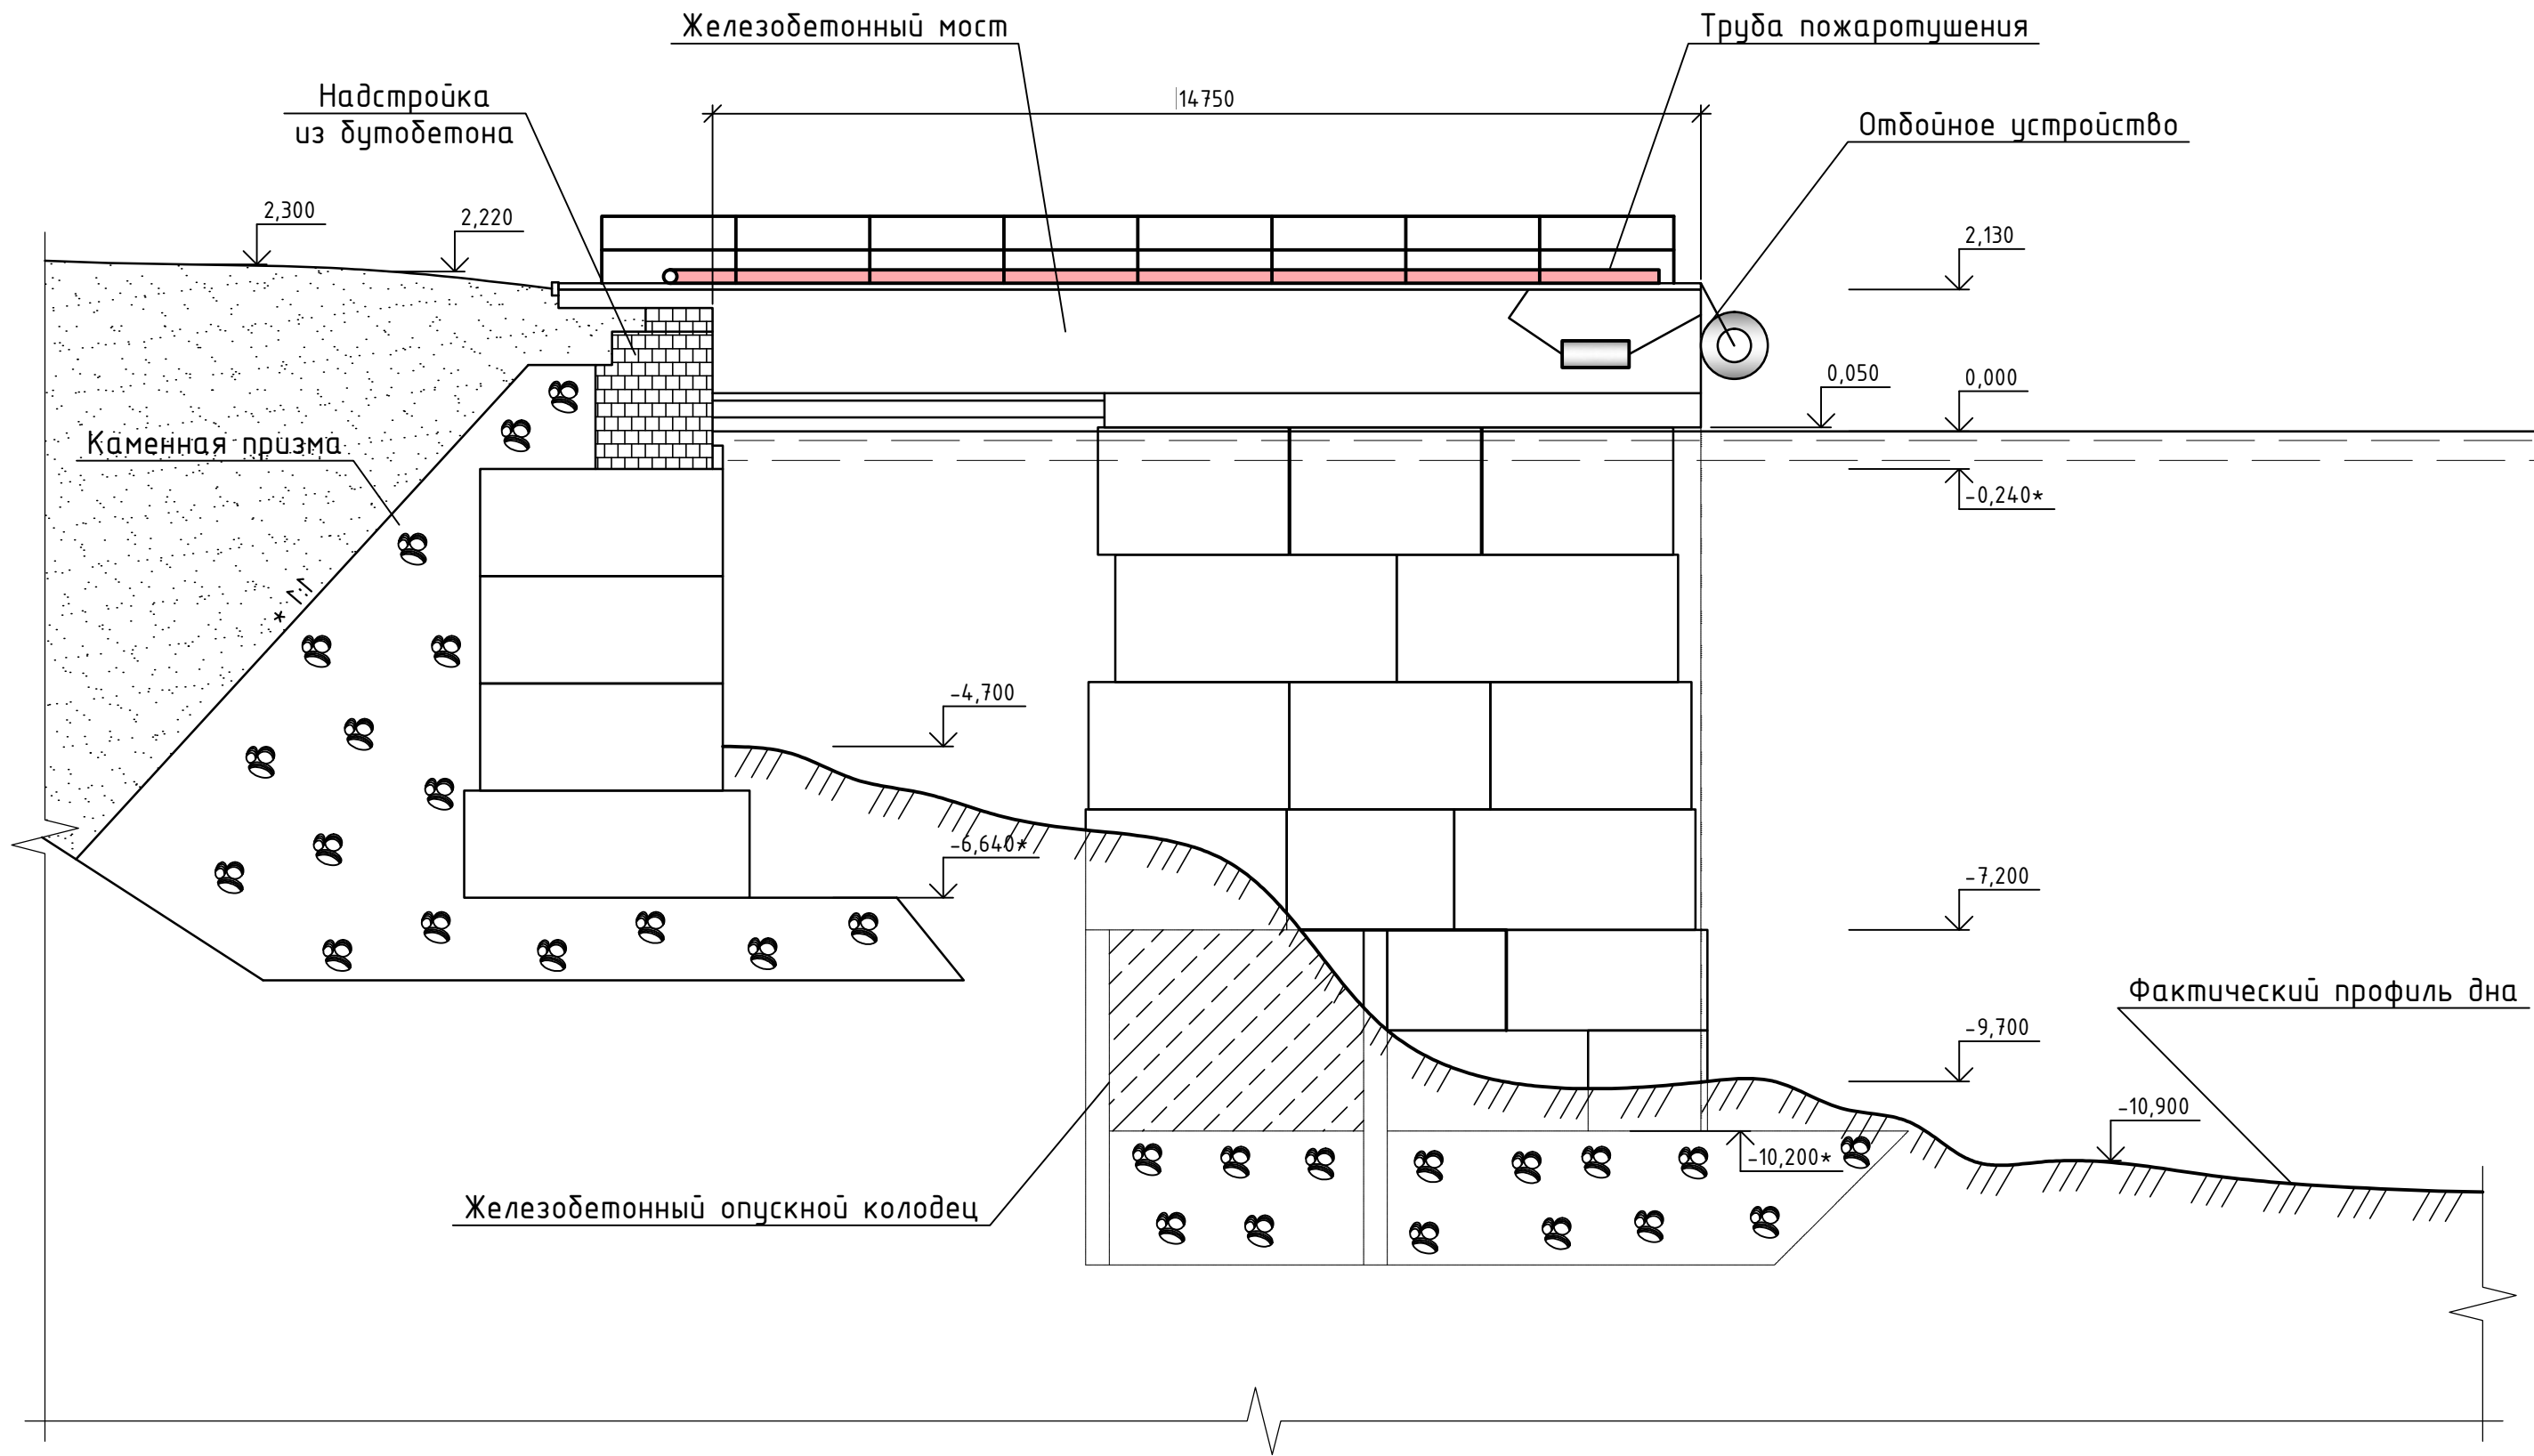 Железобетонный мост
Труба пожаротушения
Надстройка
из бутобетона
14750
Отбойное устройство
2,300
2,220
2,130
0,050
0,000
Каменная призма
-0,240*
* 1:1
-4,700
-6,640*
-7,200
Фактический профиль дна
-9,700
-10,900
-10,200*
Железобетонный опускной колодец